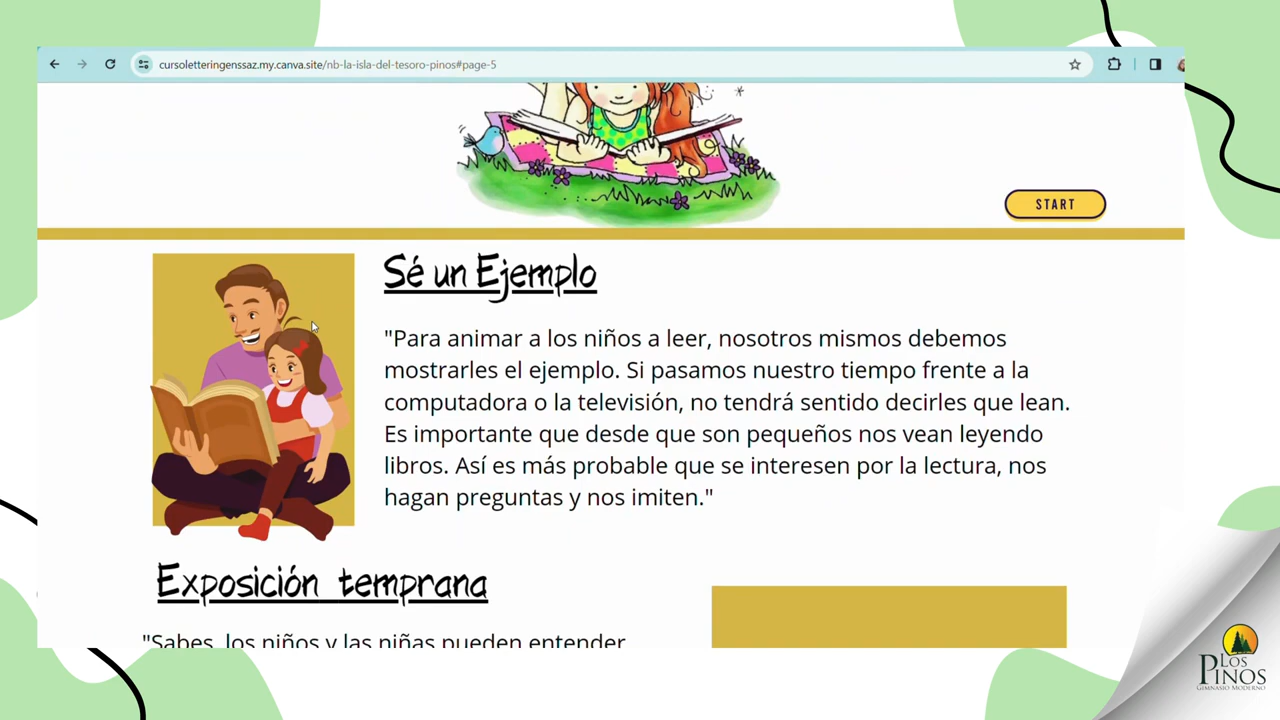 cursoletteringenssaz.my.canva.site/nb-la-isla-del-tesoro-pinos#page-5
START
Sé un Ejemplo
"Para animar a los niños a leer, nosotros mismos debemos
mostrarles el ejemplo. Si pasamos nuestro tiempo frente a la
computadora o la televisión, no tendrá sentido decirles que lean.
Es importante que desde que son pequeños nos vean leyendo
libros. Así es más probable que se interesen por la lectura, nos
hagan preguntas y nos imiten."
Exposición temprana
"Sabes, los niños y las niñas pueden entender
LOS
PINOS
GIMNASIO MODERNO